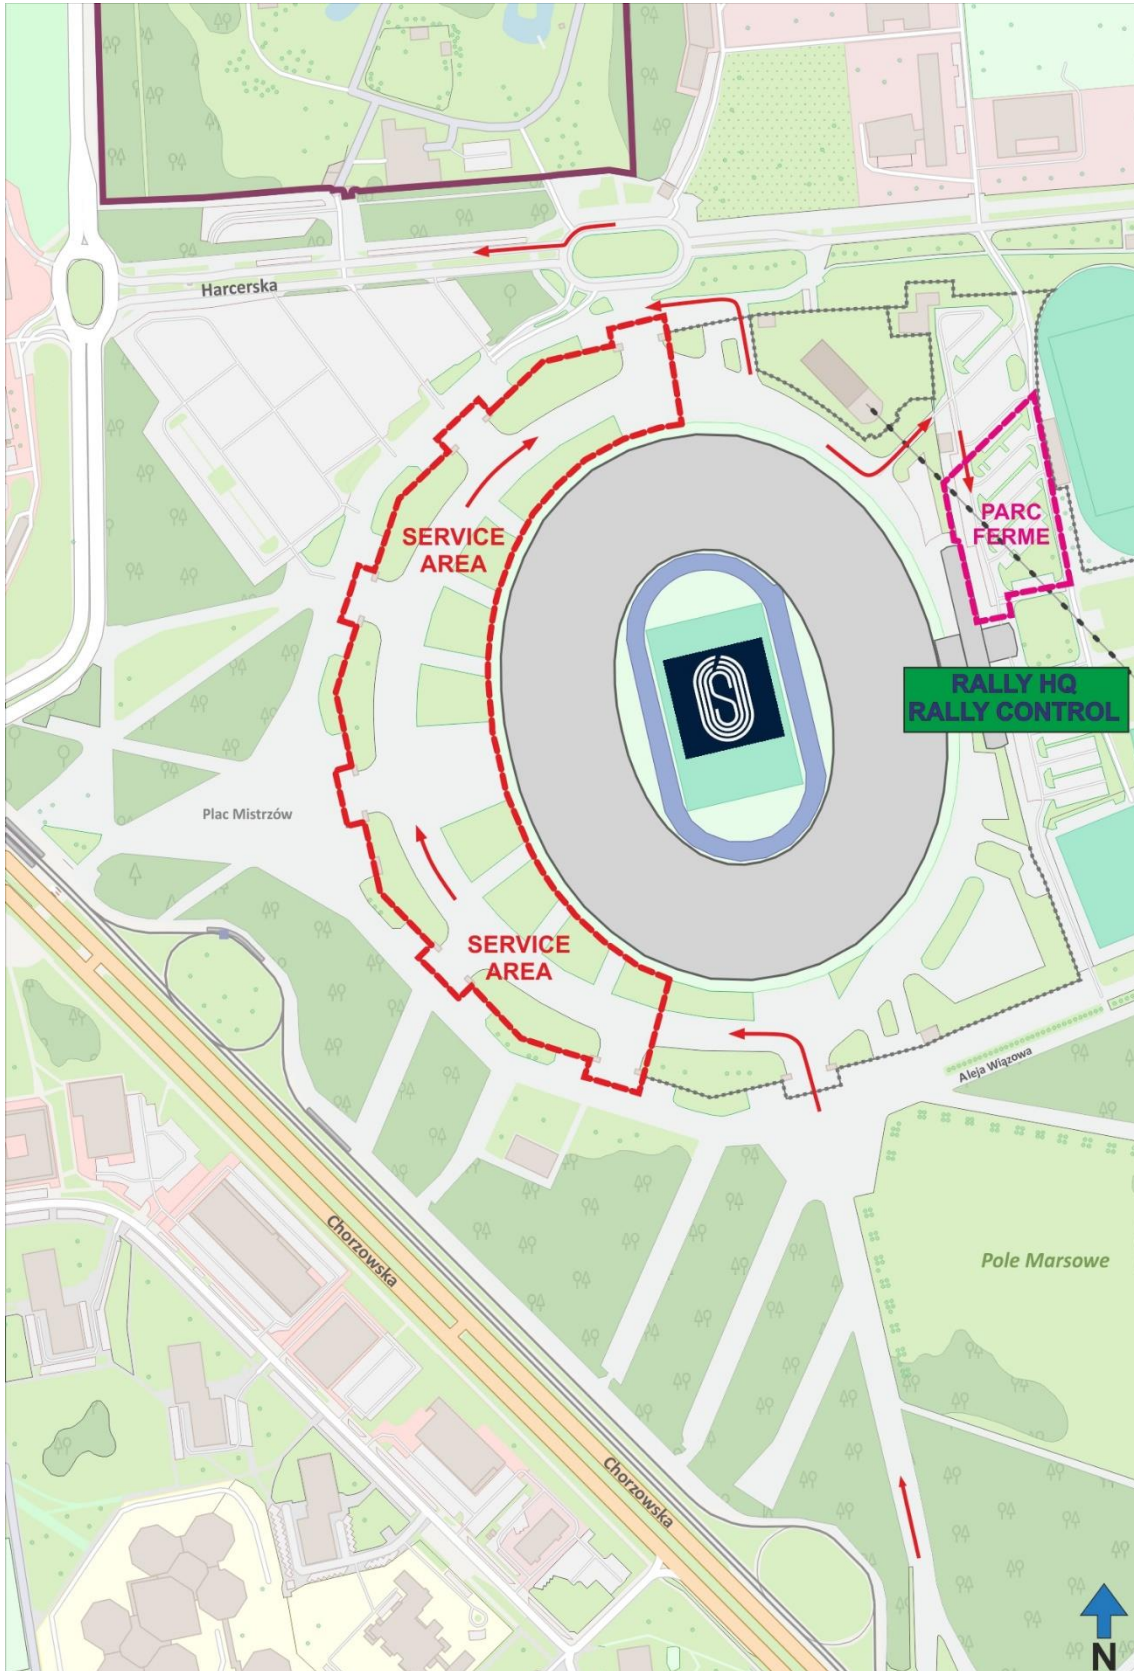 Harcerska
SERVICE
AREA
PARC
FERME
RALLY HQ
RALLY CONTROL
Plac Mistrzów
SERVICE
AREA
Aleja Wiązowa
Chorzowska
Pole Marsowe
Chorzowska
N